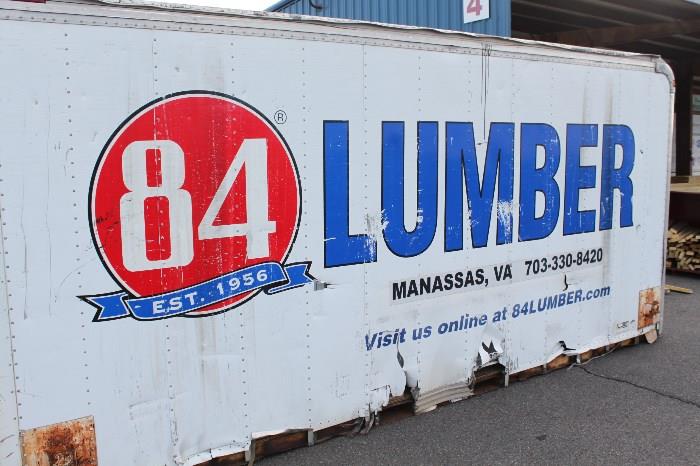 4
84 ® LUMBER
EST. 1956
MANASSAS, VA 703-330-8420
Visit us online at 84LUMBER.com